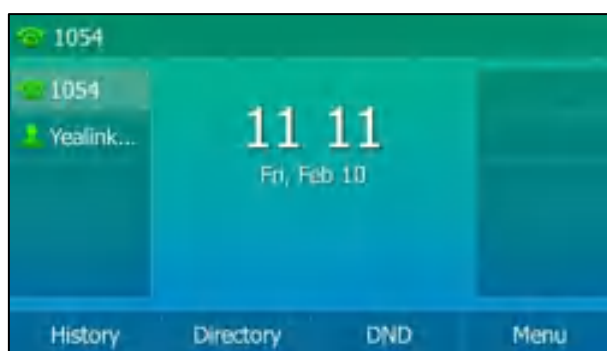 1054
1054
Yealink...
11 11
Fri, Feb 10
History Directory DND Menu